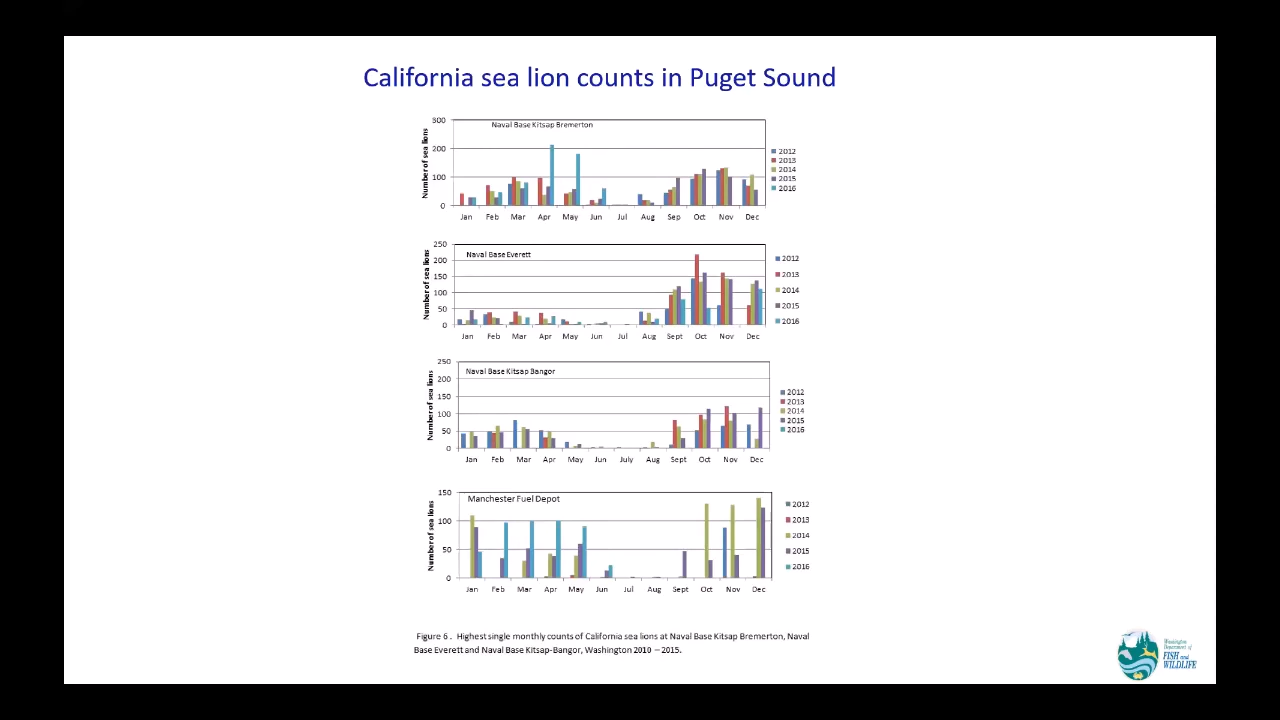 California sea lion counts in Puget Sound
Naval Base Kitsap Bremerton
Number of sea lions
300
200
100
0
Jan Feb Mar Apr May Jun Jul Aug Sep Oct Nov Dec
2012
2013
2014
2015
2016
Naval Base Everett
Number of sea lions
250
200
150
100
50
0
Jan Feb Mar Apr May Jun Jul Aug Sept Oct Nov Dec
2012
2013
2014
2015
2016
Naval Base Kitsap Bangor
Number of sea lions
250
200
150
100
50
0
Jan Feb Mar Apr May Jun July Aug Sept Oct Nov Dec
2012
2013
2014
2015
2016
Manchester Fuel Depot
Number of sea lions
150
100
50
0
Jan Feb Mar Apr May Jun Jul Aug Sept Oct Nov Dec
2012
2013
2014
2015
2016
Figure 6 . Highest single monthly counts of California sea lions at Naval Base Kitsap Bremerton, Naval
Base Everett and Naval Base Kitsap-Bangor, Washington 2010 – 2015.
Washington
Department of
FISH and
WILDLIFE